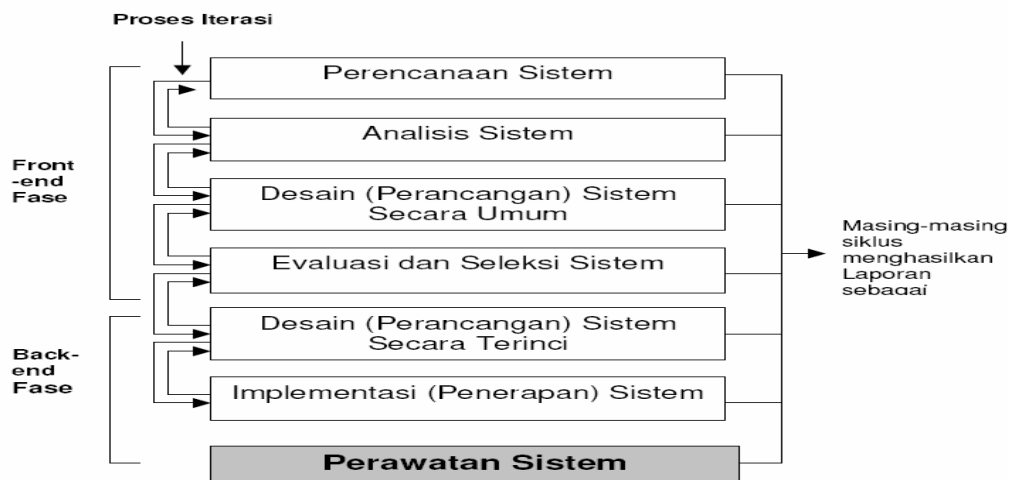 Proses Iterasi
Perencanaan Sistem
Analisis Sistem
Front
-end
Fase
Desain (Perancangan) Sistem
Secara Umum
Evaluasi dan Seleksi Sistem
Masing-masing
siklus
menghasilkan
Laporan
sebagai
Desain (Perancangan) Sistem
Secara Terinci
Back-
end
Fase
Implementasi (Penerapan) Sistem
Perawatan Sistem